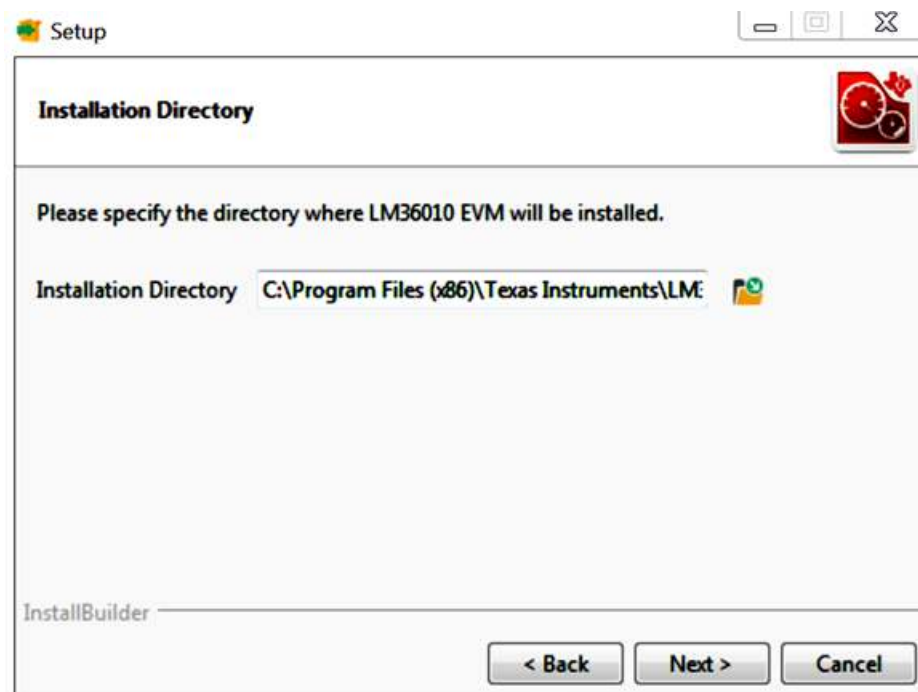 Setup
Installation Directory
Please specify the directory where LM36010 EVM will be installed.
Installation Directory C:\Program Files (x86)\Texas Instruments\LM
InstallBuilder
< Back Next > Cancel